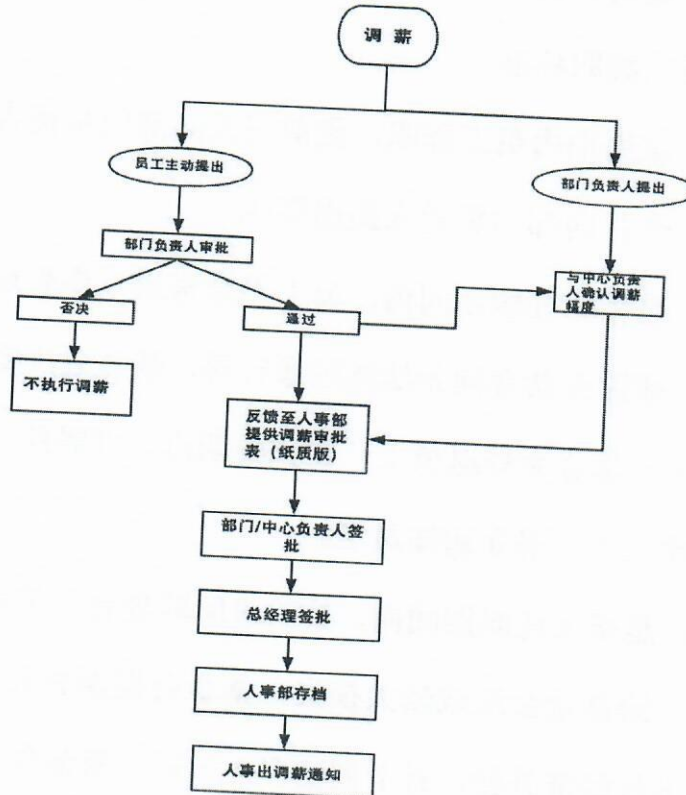 调 薪
员工主动提出
部门负责人提出
部门负责人审批
与中心负责
人确认调薪
幅度
否决
通过
不执行调薪
反馈至人事部
提供调薪审批
表（纸质版）
部门/中心负责人签
批
总经理签批
人事部存档
人事出调薪通知